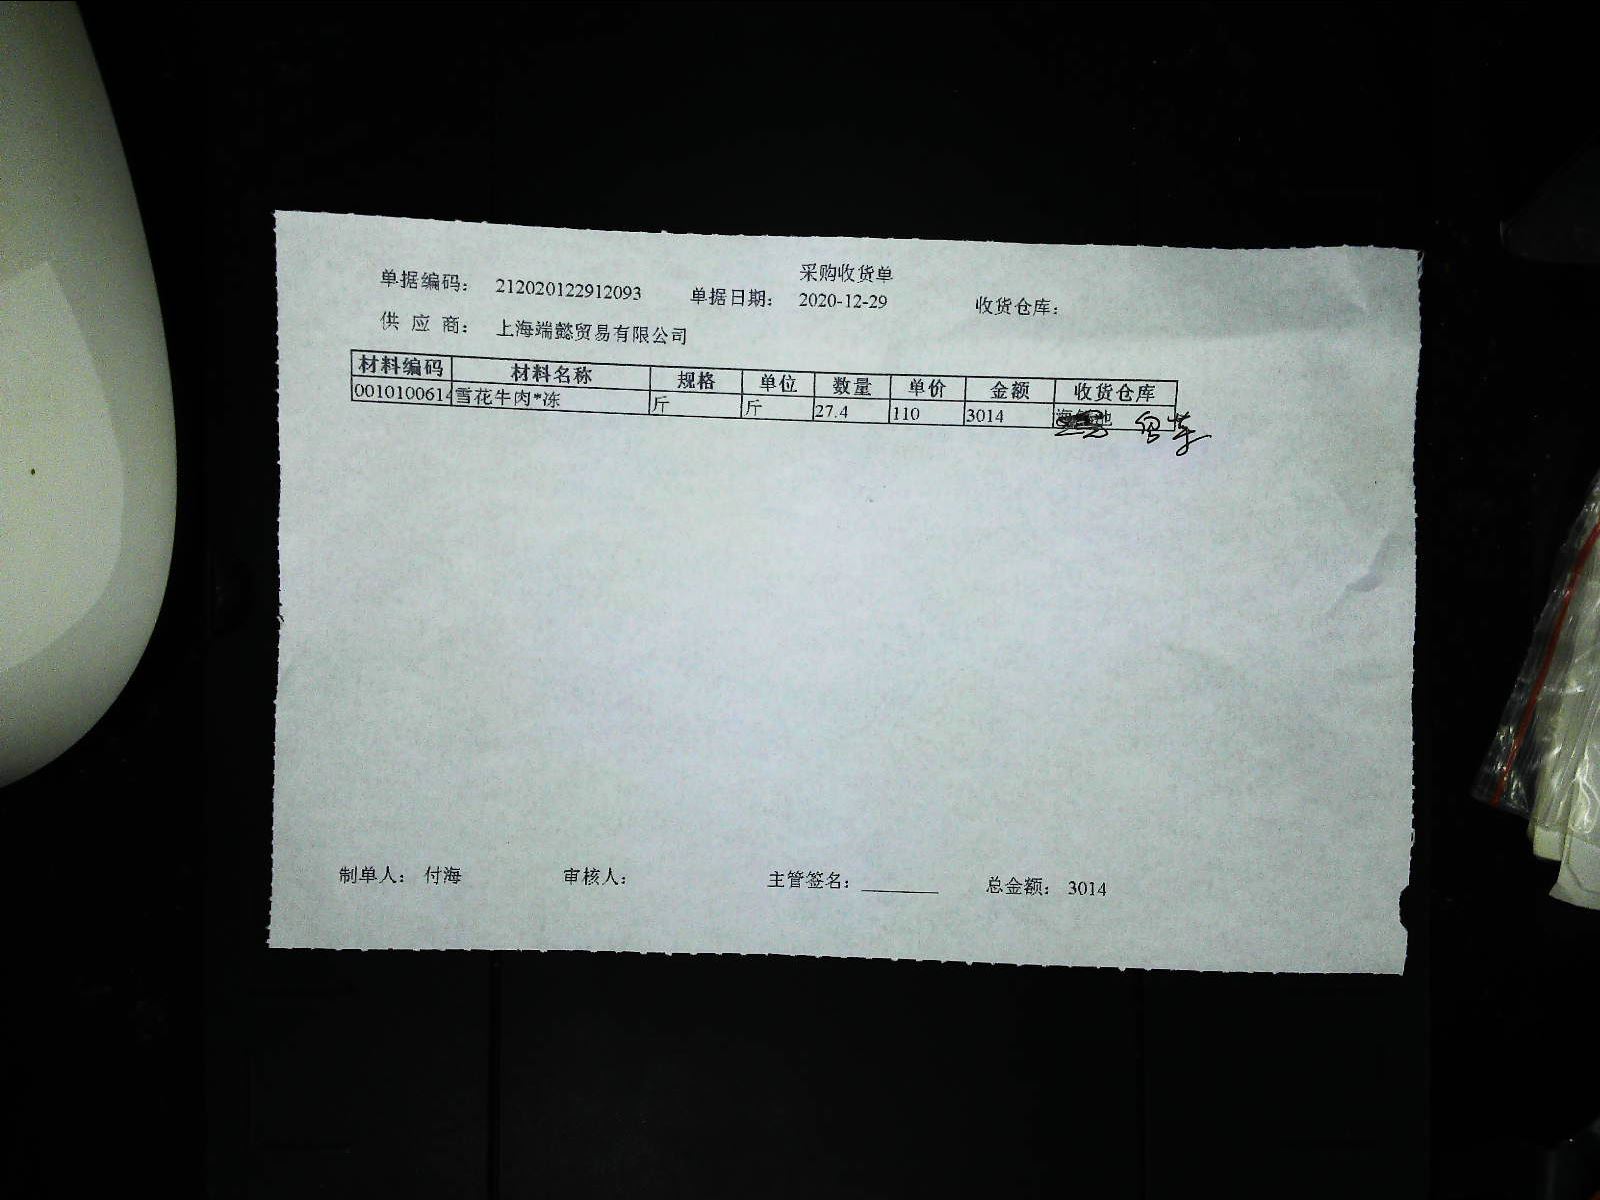 采购收货单
单据编码： 212020122912093 单据日期： 2020-12-29 收货仓库：
供 应 商： 上海端懿贸易有限公司
材料编码 材料名称 规格 单位 数量 单价 金额 收货仓库
0010100614 雪花牛肉*冻 斤 斤 27.4 110 3014
制单人： 付海 审核人： 主管签名： 总金额： 3014